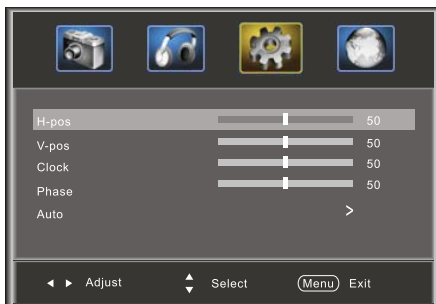 H-pos 50
V-pos 50
Clock 50
Phase 50
Auto >
Adjust Select Menu Exit